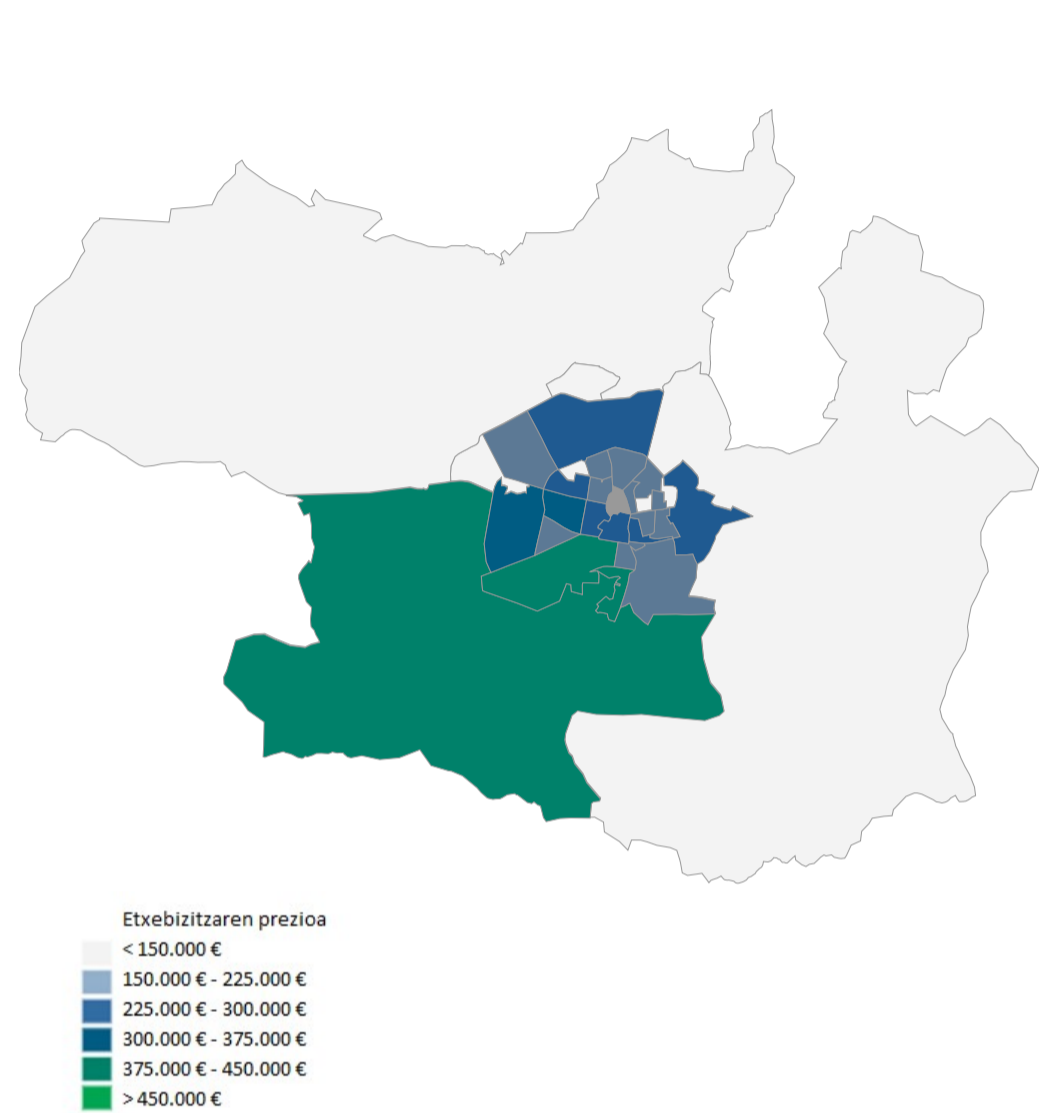 Etxebizitzaren prezioa
< 150.000 €
150.000 € - 225.000 €
225.000 € - 300.000 €
300.000 € - 375.000 €
375.000 € - 450.000 €
> 450.000 €